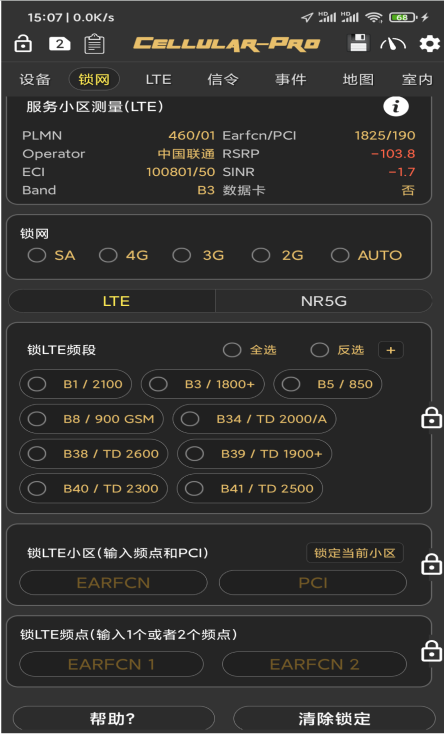 15:07 | 0.0K/s HD HD 68
2 Cellular-Pro
设备 锁网 LTE 信令 事件 地图 室内
服务小区测量(LTE) i
PLMN 460/01 Earfcn/PCI 1825/190
Operator 中国联通 RSRP -103.8
ECI 100801/50 SINR -1.7
Band B3 数据卡 否
锁网
SA 4G 3G 2G AUTO
LTE NR5G
锁LTE频段 全选 反选 +
B1 / 2100 B3 / 1800+ B5 / 850
B8 / 900 GSM B34 / TD 2000/A
B38 / TD 2600 B39 / TD 1900+
B40 / TD 2300 B41 / TD 2500
锁LTE小区(输入频点和PCI) 锁定当前小区
EARFCN PCI
锁LTE频点(输入1个或者2个频点)
EARFCN 1 EARFCN 2
帮助? 清除锁定